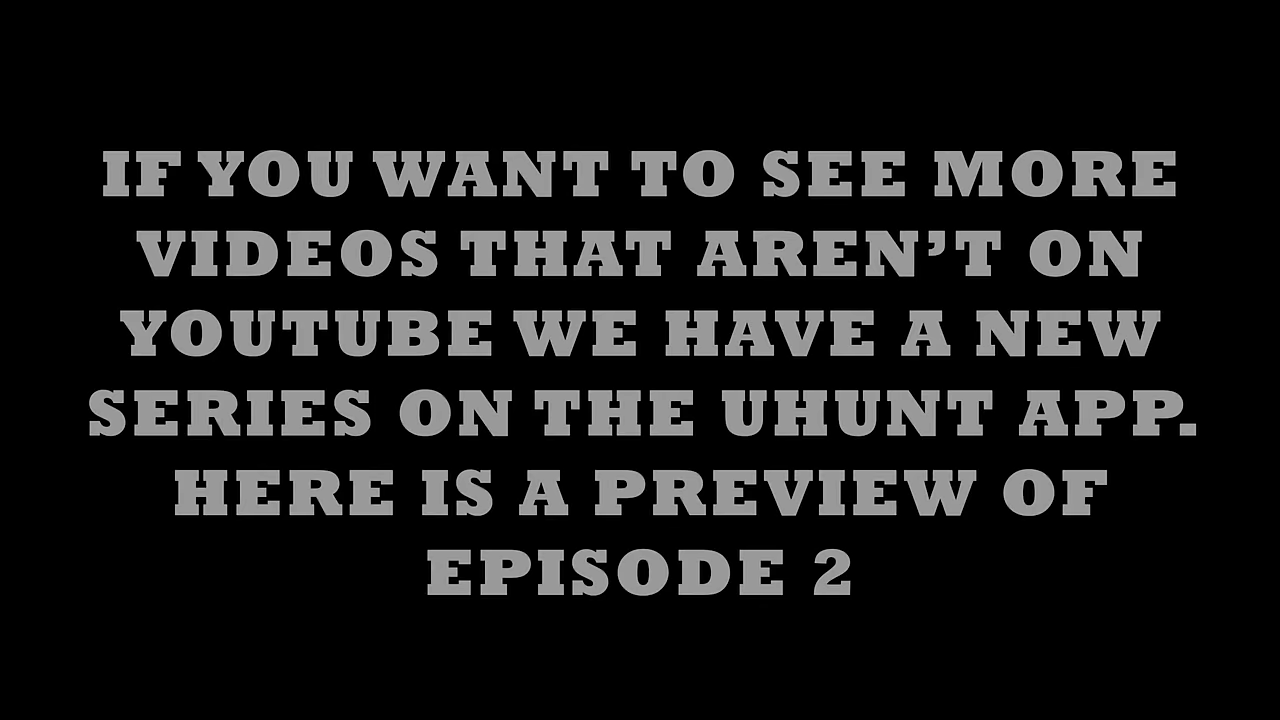 IF YOU WANT TO SEE MORE
VIDEOS THAT AREN’T ON
YOUTUBE WE HAVE A NEW
SERIES ON THE UHUNT APP.
HERE IS A PREVIEW OF
EPISODE 2